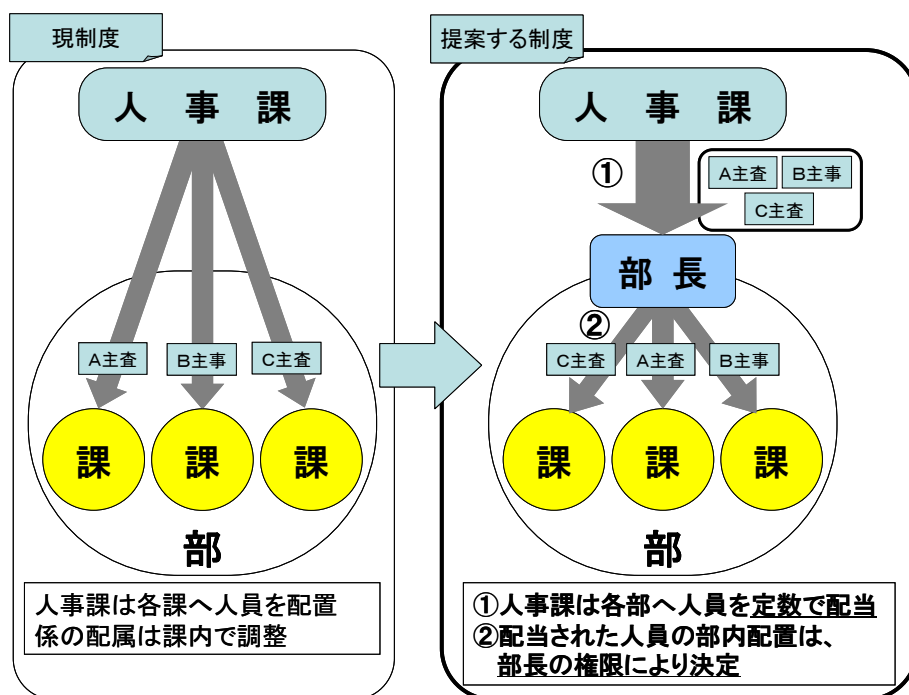 現制度
人 事 課
A主査
B主事
C主査
課
課
課
部
人事課は各課へ人員を配置
係の配属は課内で調整
提案する制度
人 事 課
①
A主査
B主事
C主査
部 長
②
C主査
A主査
B主事
課
課
課
部
①人事課は各部へ人員を定数で配当
②配当された人員の部内配置は、
部長の権限により決定